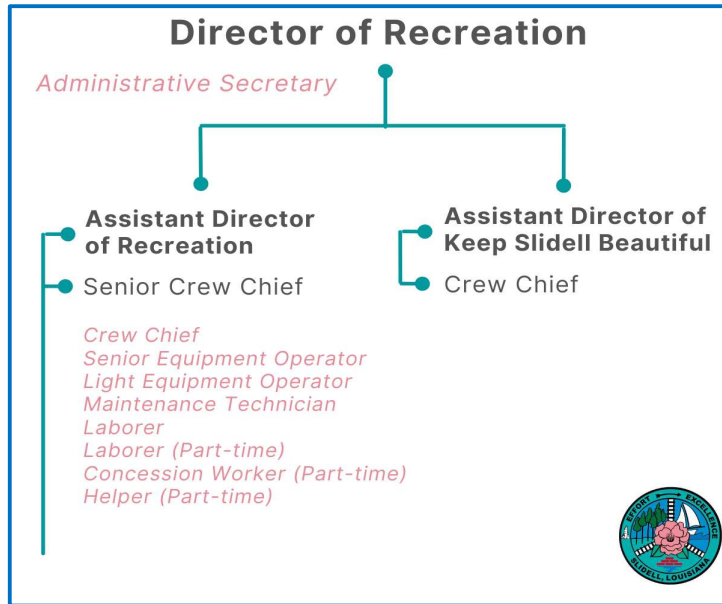 Director of Recreation
Administrative Secretary
Assistant Director
of Recreation
Senior Crew Chief
Crew Chief
Senior Equipment Operator
Light Equipment Operator
Maintenance Technician
Laborer
Laborer (Part-time)
Concession Worker (Part-time)
Helper (Part-time)
Assistant Director of
Keep Slidell Beautiful
Crew Chief
EFFORT EXCELLENCE
SLIDELL, LOUISIANA